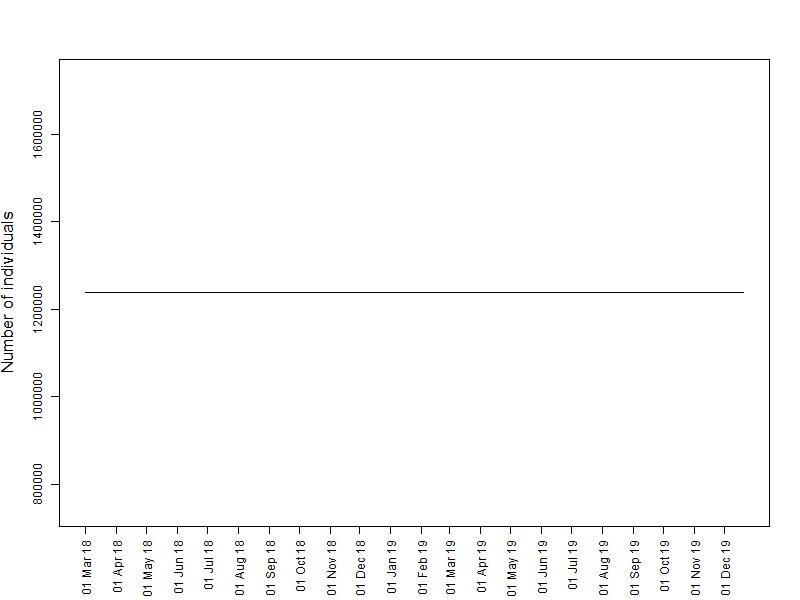 Number of individuals
1600000
1400000
1200000
1000000
800000
01 Mar 18
01 Apr 18
01 May 18
01 Jun 18
01 Jul 18
01 Aug 18
01 Sep 18
01 Oct 18
01 Nov 18
01 Dec 18
01 Jan 19
01 Feb 19
01 Mar 19
01 Apr 19
01 May 19
01 Jun 19
01 Jul 19
01 Aug 19
01 Sep 19
01 Oct 19
01 Nov 19
01 Dec 19